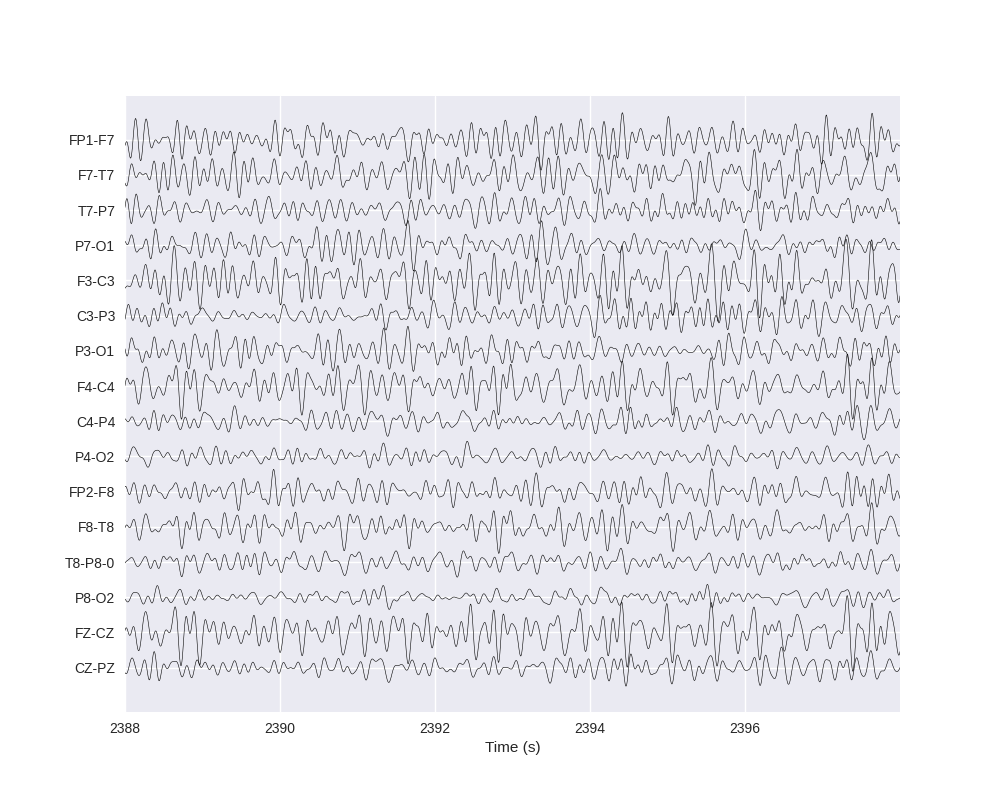 FP1-F7
F7-T7
T7-P7
P7-O1
F3-C3
C3-P3
P3-O1
F4-C4
C4-P4
P4-O2
FP2-F8
F8-T8
T8-P8-0
P8-O2
FZ-CZ
CZ-PZ
2388 2390 2392 2394 2396
Time (s)